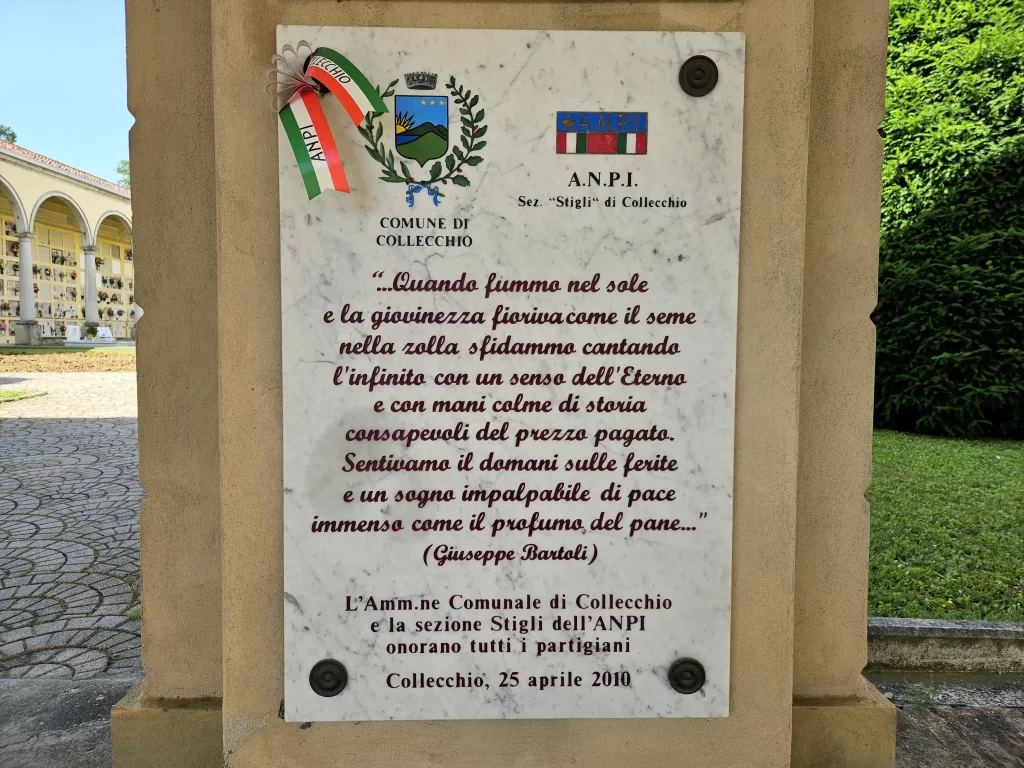 COLLECCHIO
ANPI
COMUNE DI
COLLECCHIO
ANPI
A.N.P.I.
Sez. "Stigli" di Collecchio
"...Quando fiummo nel sole
e la giovinezza fiorivacome il seme
nella zolla sfidammo cantando
l'infinito con un senso dell'Eterno
e con mani colme di storia
consapevoli del prezzo pagato.
Sentivamo il domani sulle ferite
e un sogno impalpabile di pace
immenso come il profumo del pane..."
(Giuseppe Bartoli)
L'Amm.ne Comunale di Collecchio
e la sezione Stigli dell'ANPI
onorano tutti i partigiani
Collecchio, 25 aprile 2010